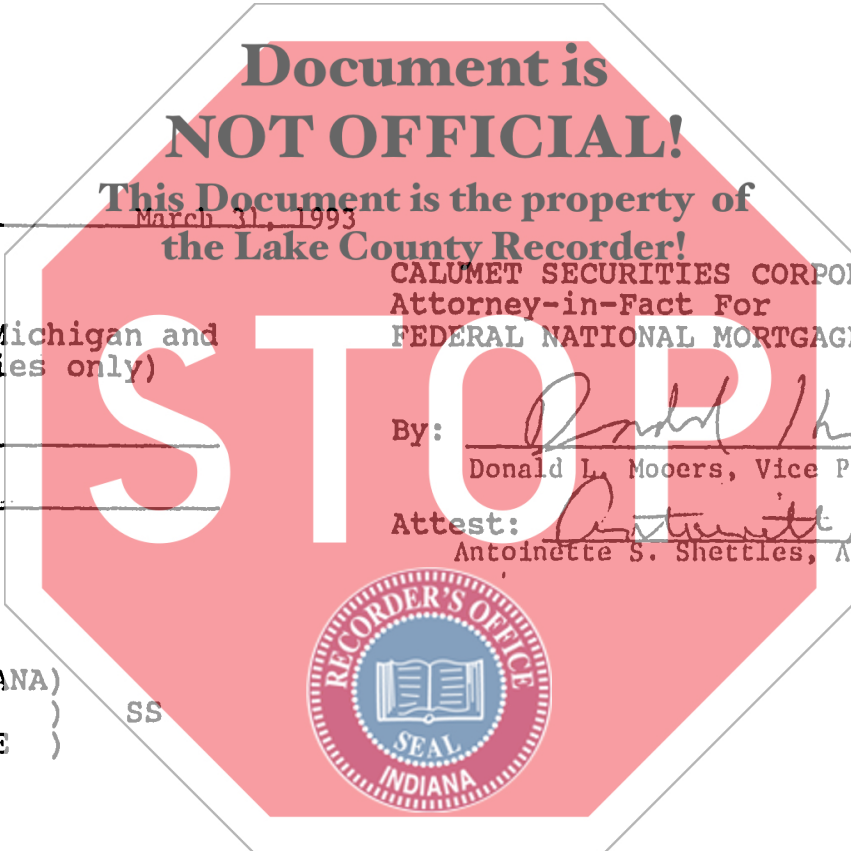 Document is
NOT OFFICIAL!
This Document is the property of
March 31, 1993
the Lake County Recorder!
CALUMET SECURITIES CORPO
Attorney-in-Fact For
Michigan and
FEDERAL NATIONAL MORTGAG
ies only)
STOP
By:
Donald L. Mooers, Vice P
Attest:
Antoinette S. Shettles, A
RECORDER'S OFFICE
SEAL
INDIANA
ANA)
) SS
E )